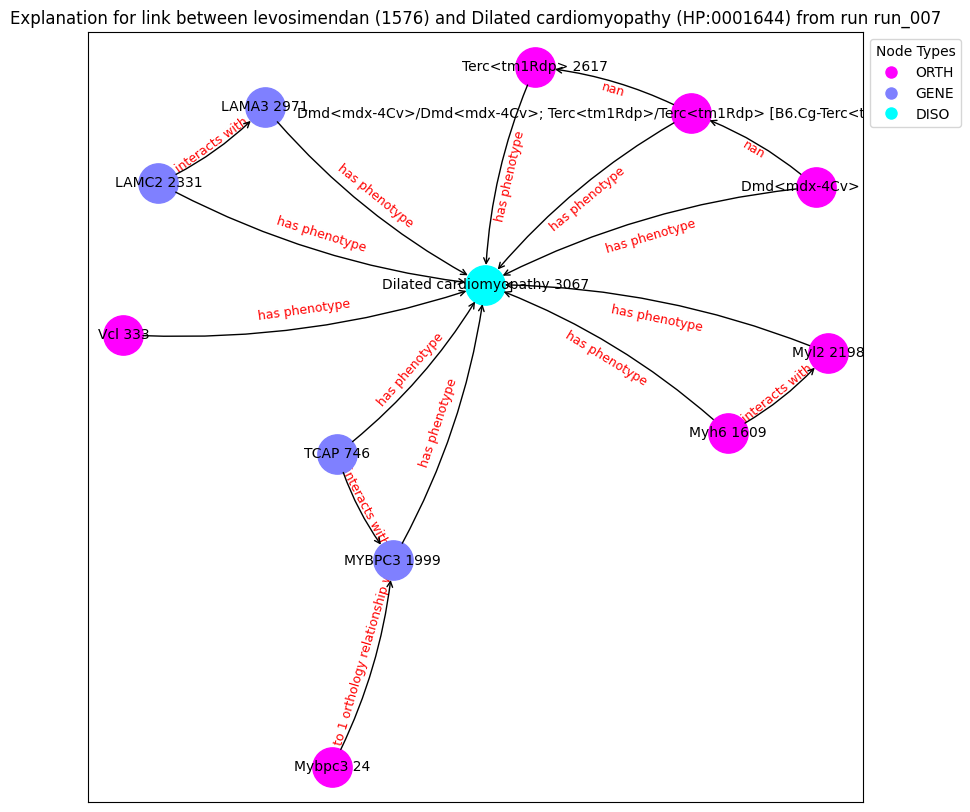 Explanation for link between levosimendan (1576) and Dilated cardiomyopathy (HP:0001644) from run run_007
Node Types
ORTH
GENE
DISO
Terc<tm1Rdp> 2617
LAMA3 2971
nan
Dmd<mdx-4Cv>/Dmd<mdx-4Cv>; Terc<tm1Rdp>/Terc<tm1Rdp> [B6.Cg-Terc<t
interacts with
nan
LAMC2 2331
has phenotype
has phenotype
has phenotype
Dmd<mdx-4Cv>
has phenotype
has phenotype
Dilated cardiomyopathy 3067
has phenotype
has phenotype
Vcl 333
has phenotype
Myl2 2198
has phenotype
interacts with
has phenotype
Myh6 1609
TCAP 746
interacts with
MYBPC3 1999
to 1 orthology relationship
Mybpc3 24